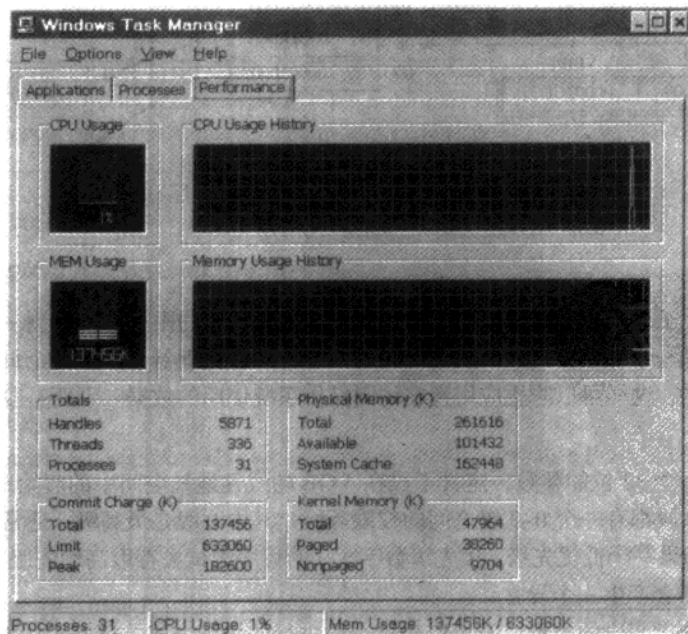 Windows Task Manager
File Options View Help
Applications Processes Performance
CPU Usage
CPU Usage History
1%
MEM Usage
Memory Usage History
137456K
Totals
Handles 5871
Threads 336
Processes 31
Physical Memory (K)
Total 261616
Available 101432
System Cache 162448
Commit Charge (K)
Total 137456
Limit 633060
Peak 182600
Kernel Memory (K)
Total 47964
Paged 38260
Nonpaged 9704
Processes: 31 CPU Usage: 1% Mem Usage: 137456K / 633060K